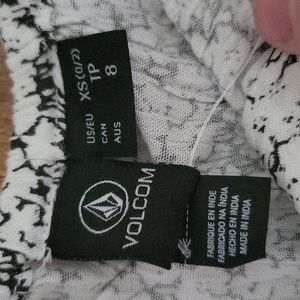 US/EU XS(0/2)
CAN TP
AUS 8
VOLCOM
FABRIQUE EN INDE
FABRICADO NA INDIA
HECHO EN INDIA
MADE IN INDIA